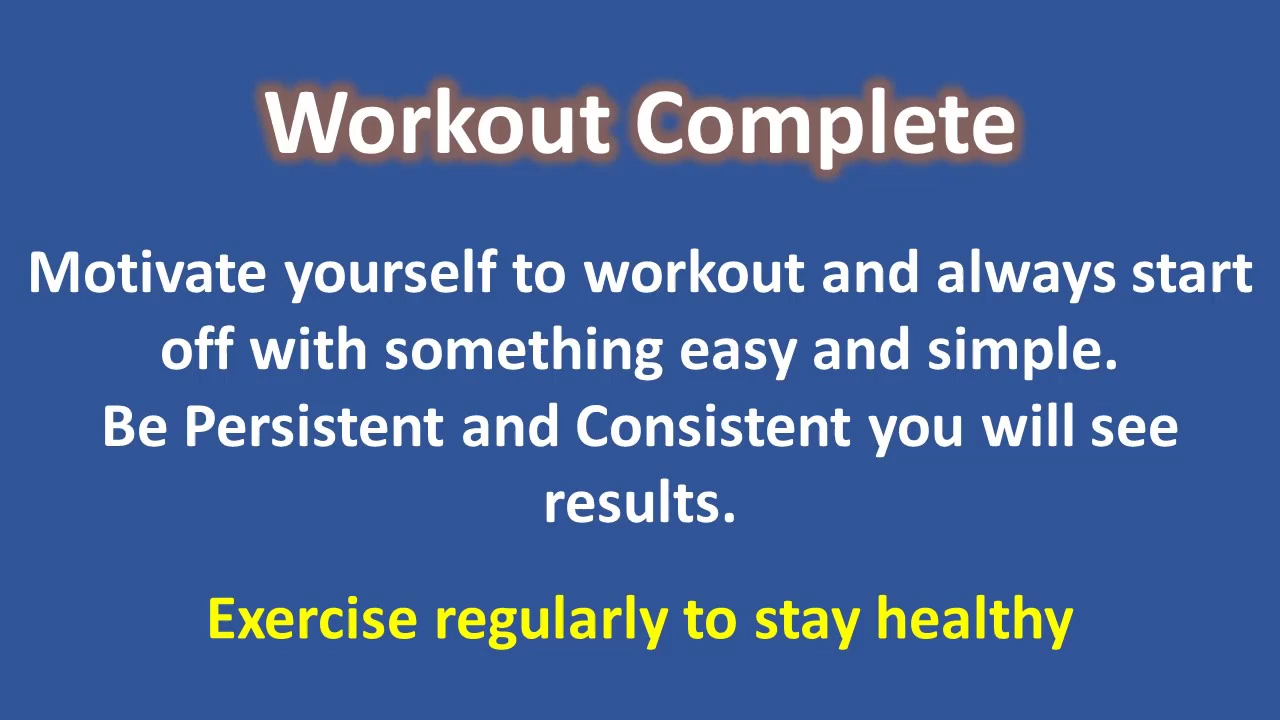 Workout Complete
Motivate yourself to workout and always start
off with something easy and simple.
Be Persistent and Consistent you will see
results.
Exercise regularly to stay healthy